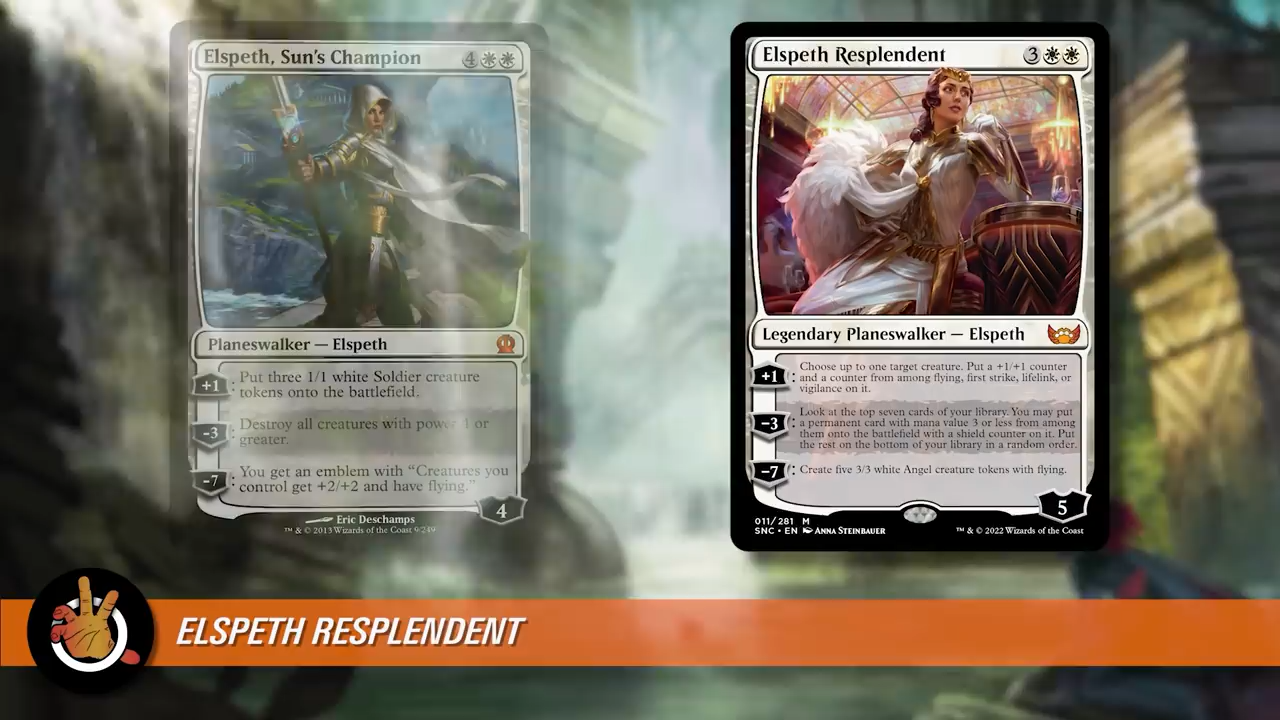 Elspeth, Sun's Champion 4
Planeswalker — Elspeth
+1 : Put three 1/1 white Soldier creature
tokens onto the battlefield.
-3 : Destroy all creatures with power 4 or
greater.
-7 : You get an emblem with “Creatures you
control get +2/+2 and have flying.”
4
Eric Deschamps
™ & © 2013 Wizards of the Coast 9/249
Elspeth Resplendent 3
Legendary Planeswalker — Elspeth
+1 : Choose up to one target creature. Put a +1/+1 counter
and a counter from among flying, first strike, lifelink, or
vigilance on it.
-3 : Look at the top seven cards of your library. You may put
a permanent card with mana value 3 or less from among
them onto the battlefield with a shield counter on it. Put
the rest on the bottom of your library in a random order.
-7 : Create five 3/3 white Angel creature tokens with flying.
5
011/281 M
SNC • EN Anna Steinbauer
™ & © 2022 Wizards of the Coast
ELSPETH RESPLENDENT